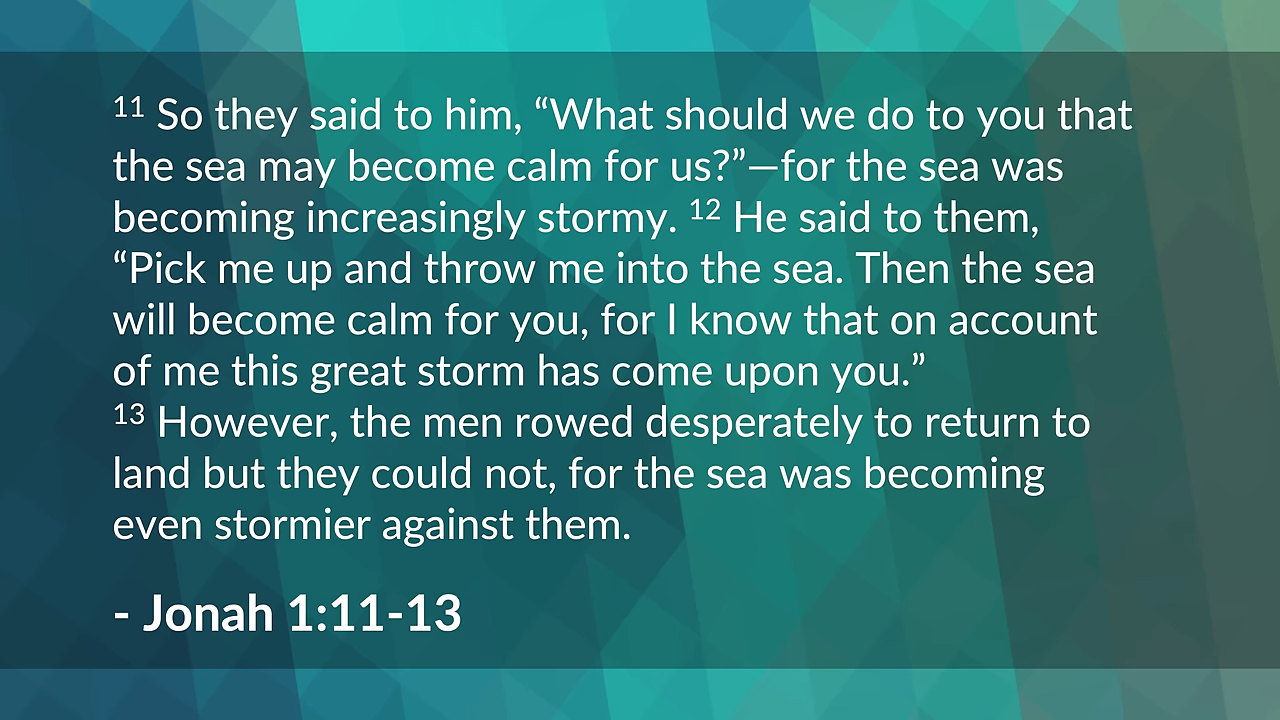 11 So they said to him, “What should we do to you that
the sea may become calm for us?”—for the sea was
becoming increasingly stormy. 12 He said to them,
“Pick me up and throw me into the sea. Then the sea
will become calm for you, for I know that on account
of me this great storm has come upon you.”
13 However, the men rowed desperately to return to
land but they could not, for the sea was becoming
even stormier against them.
- Jonah 1:11-13